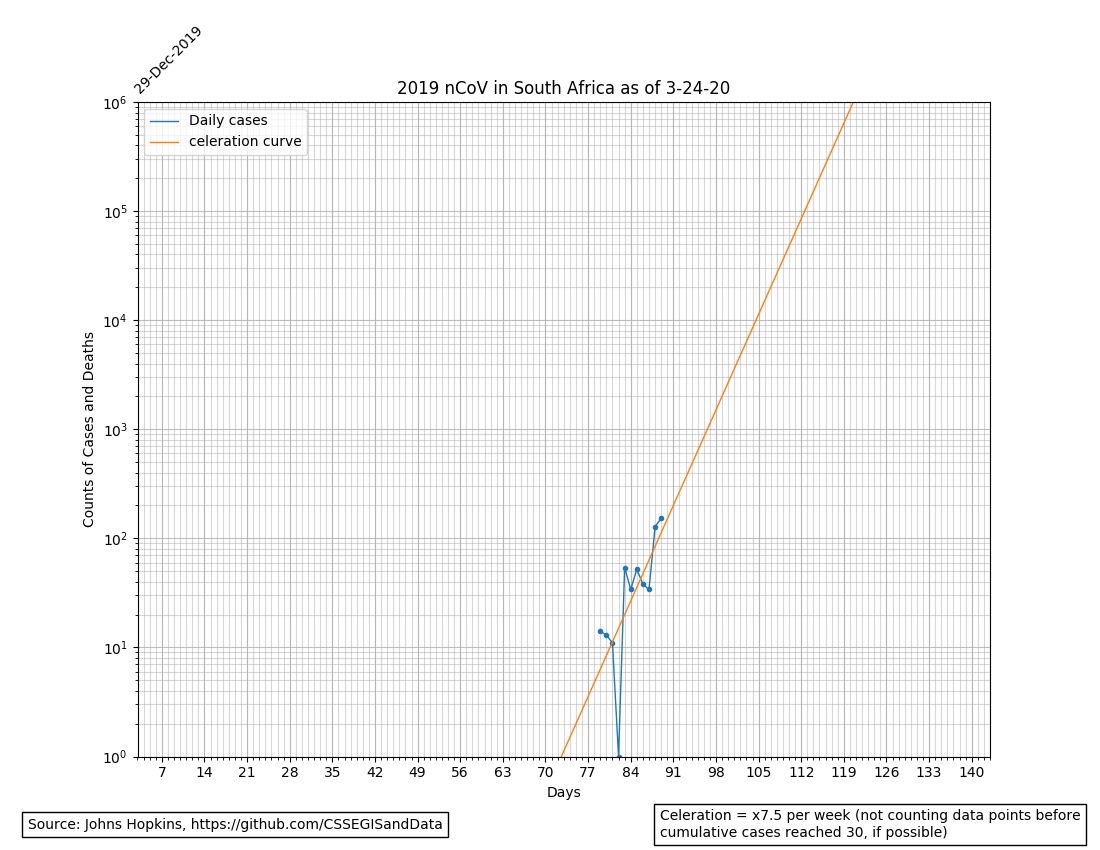 29-Dec-2019
2019 nCoV in South Africa as of 3-24-20
Daily cases
celeration curve
Counts of Cases and Deaths
10^6
10^5
10^4
10^3
10^2
10^1
10^0
7 14 21 28 35 42 49 56 63 70 77 84 91 98 105 112 119 126 133 140
Days
Source: Johns Hopkins, https://github.com/CSSEGISandData
Celeration = x7.5 per week (not counting data points before
cumulative cases reached 30, if possible)